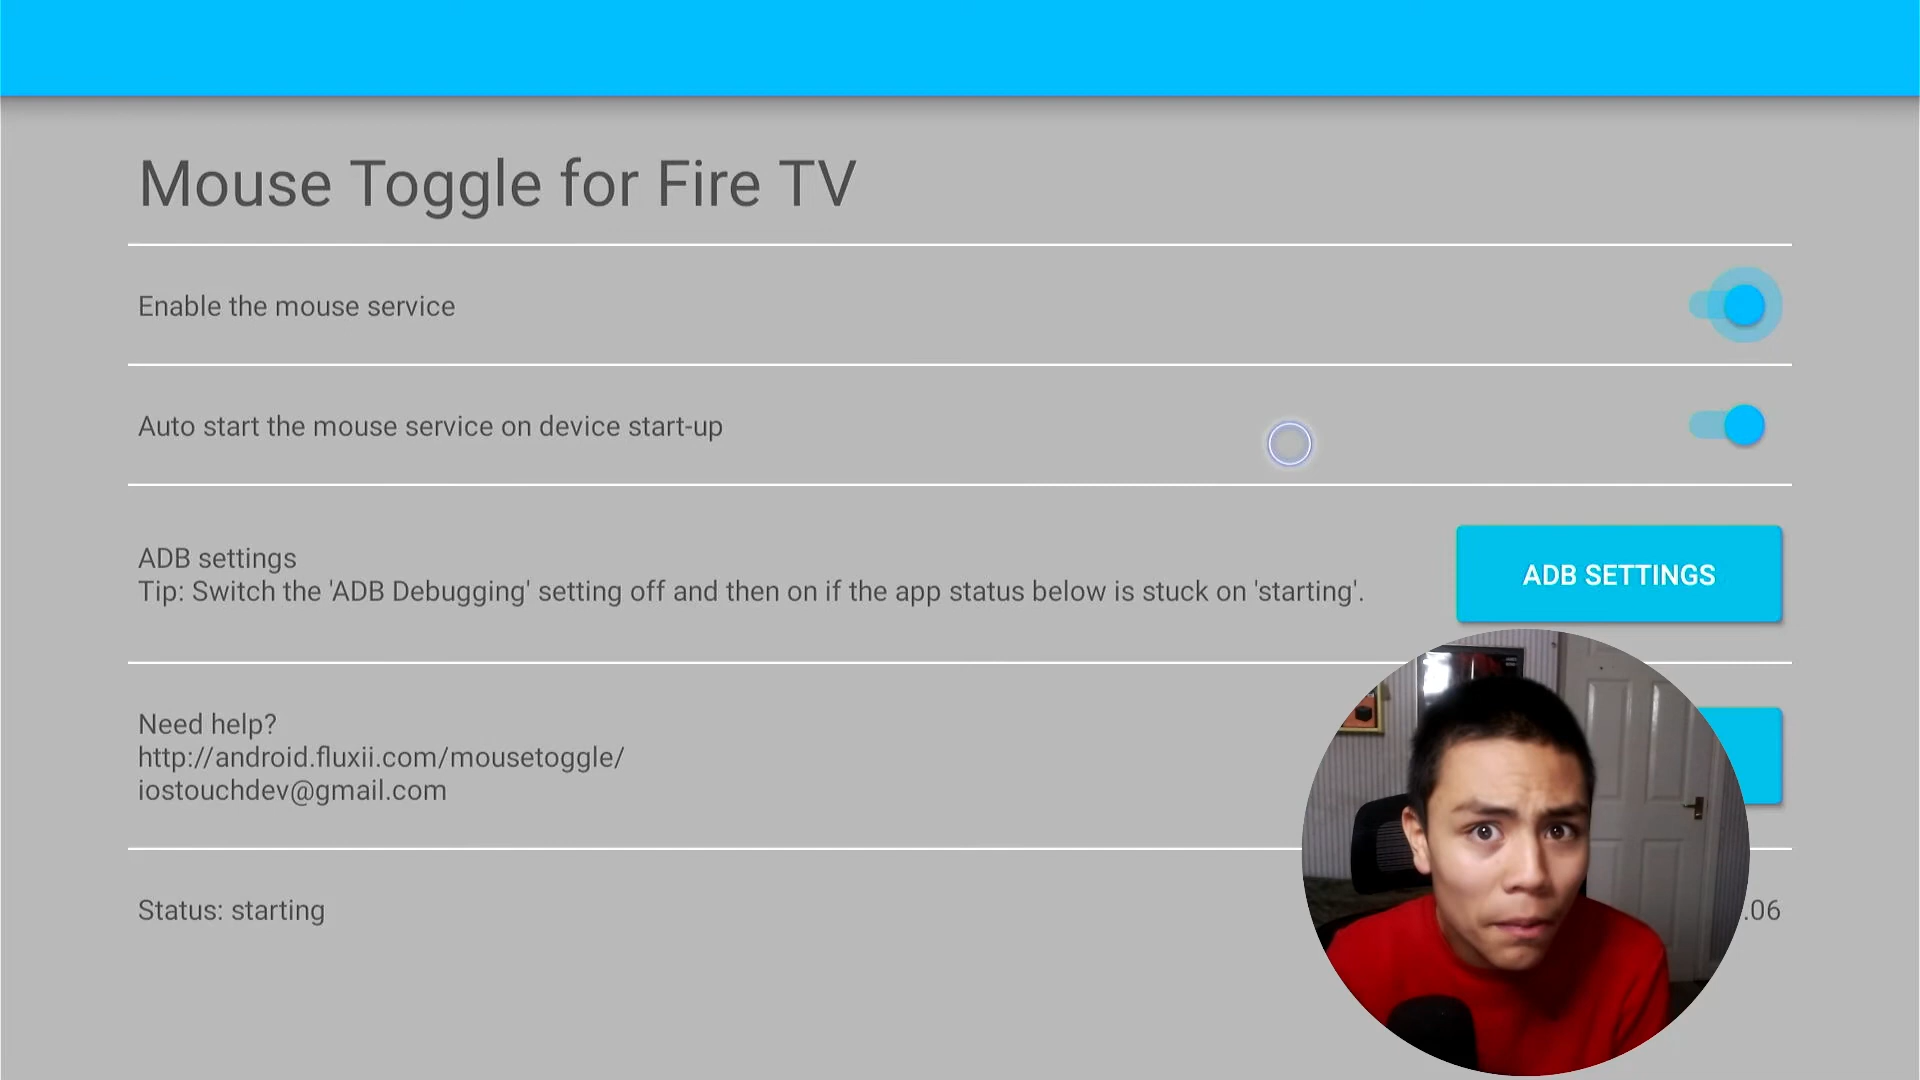 Mouse Toggle for Fire TV
Enable the mouse service
Auto start the mouse service on device start-up
ADB settings
Tip: Switch the 'ADB Debugging' setting off and then on if the app status below is stuck on 'starting'.
ADB SETTINGS
Need help?
http://android.fluxii.com/mousetoggle/
iostouchdev@gmail.com
Status: starting
.06